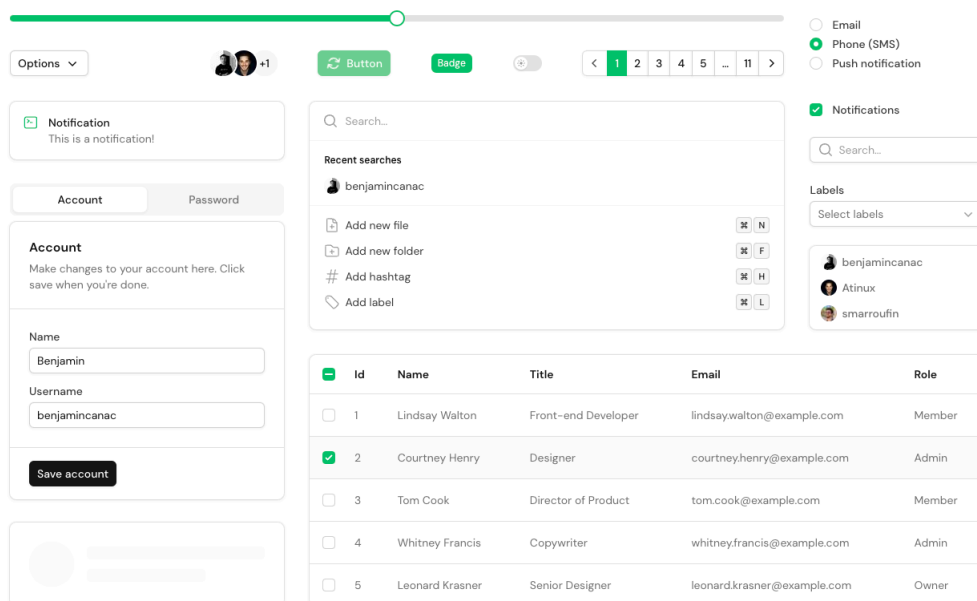 Email
Phone (SMS)
Push notification
Options
+1
Button
Badge
1 2 3 4 5 ... 11
Notification
This is a notification!
Account Password
Account
Make changes to your account here. Click
save when you're done.
Name
Benjamin
Username
benjamincanac
Save account
Search...
Recent searches
benjamincanac
Add new file ⌘ N
Add new folder ⌘ F
Add hashtag ⌘ H
Add label ⌘ L
Notifications
Search...
Labels
Select labels
benjamincanac
Atinux
smarroufin
Id Name Title Email Role
1 Lindsay Walton Front-end Developer lindsay.walton@example.com Member
2 Courtney Henry Designer courtney.henry@example.com Admin
3 Tom Cook Director of Product tom.cook@example.com Member
4 Whitney Francis Copywriter whitney.francis@example.com Admin
5 Leonard Krasner Senior Designer leonard.krasner@example.com Owner